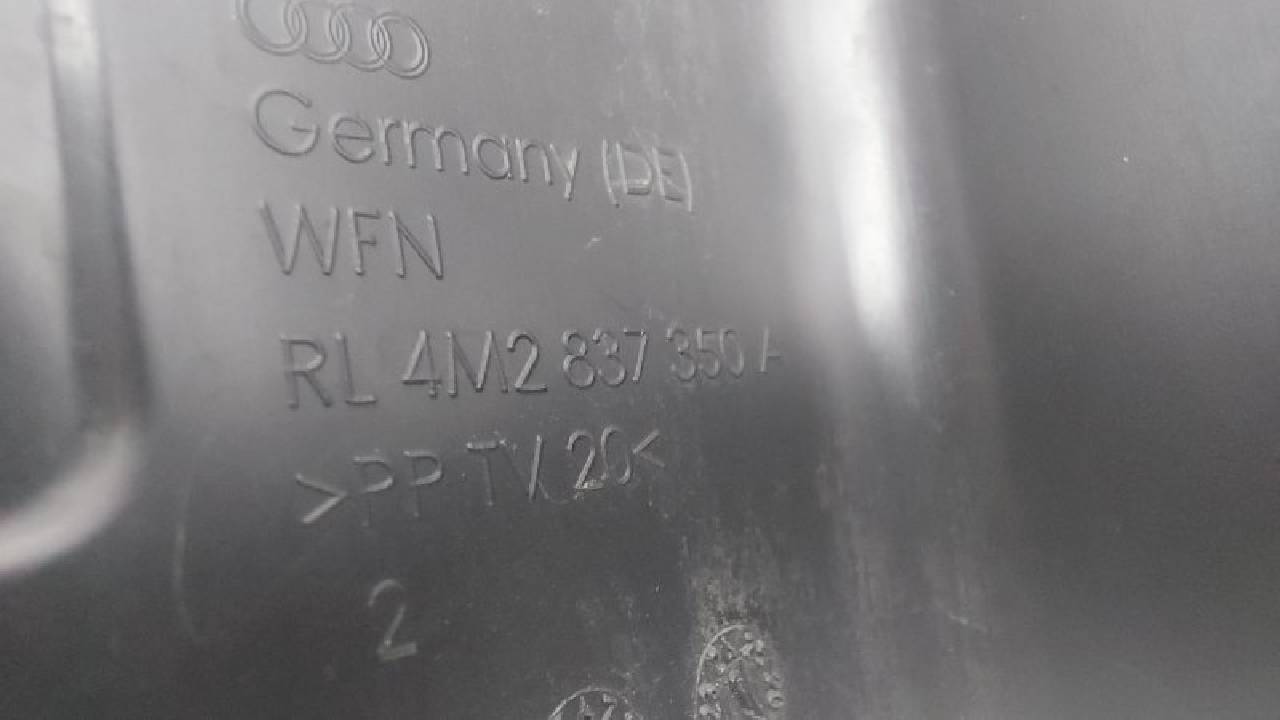 Germany (DE)
WFN
RL 4M2 837 350 A
>PP TV 20<
2